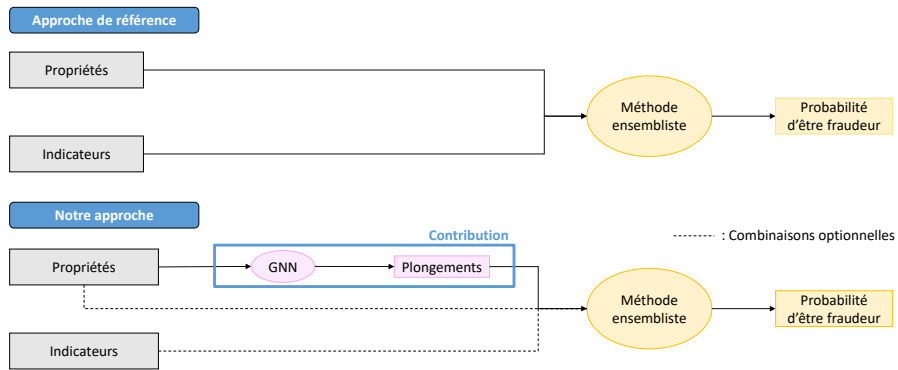 Approche de référence
Propriétés
Méthode
ensembliste
Probabilité
d'être fraudeur
Indicateurs
Notre approche
Contribution
: Combinaisons optionnelles
Propriétés
GNN
Plongements
Méthode
ensembliste
Probabilité
d'être fraudeur
Indicateurs